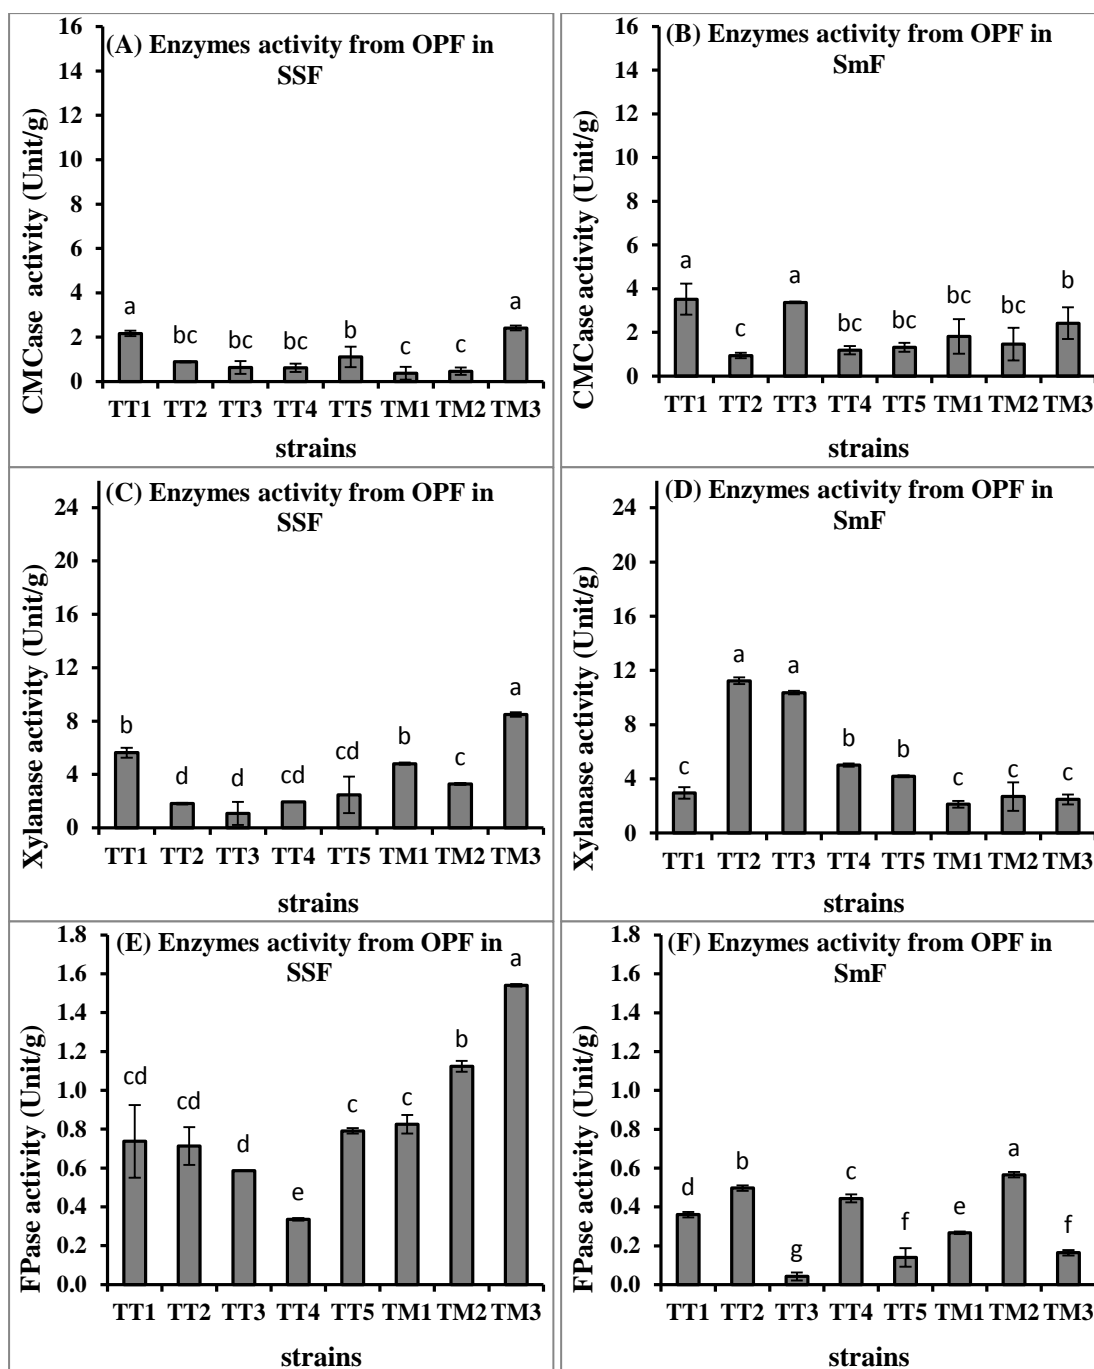 (A) Enzymes activity from OPF in
SSF
CMCase activity (Unit/g)
16
14
12
10
8
6
4
2
0
a bc bc bc b c c a
TT1 TT2 TT3 TT4 TT5 TM1 TM2 TM3
strains
(B) Enzymes activity from OPF in
SmF
CMCase activity (Unit/g)
16
14
12
10
8
6
4
2
0
a c a bc bc bc bc b
TT1 TT2 TT3 TT4 TT5 TM1 TM2 TM3
strains
(C) Enzymes activity from OPF in
SSF
Xylanase activity (Unit/g)
24
20
16
12
8
4
0
b d d cd cd b c a
TT1 TT2 TT3 TT4 TT5 TM1 TM2 TM3
strains
(D) Enzymes activity from OPF in
SmF
Xylanase activity (Unit/g)
24
20
16
12
8
4
0
c a a b b c c c
TT1 TT2 TT3 TT4 TT5 TM1 TM2 TM3
strains
(E) Enzymes activity from OPF in
SSF
FPase activity (Unit/g)
1.8
1.6
1.4
1.2
1.0
0.8
0.6
0.4
0.2
0.0
cd cd d e c c b a
TT1 TT2 TT3 TT4 TT5 TM1 TM2 TM3
strains
(F) Enzymes activity from OPF in
SmF
FPase activity (Unit/g)
1.8
1.6
1.4
1.2
1.0
0.8
0.6
0.4
0.2
0.0
d b g c f e a f
TT1 TT2 TT3 TT4 TT5 TM1 TM2 TM3
strains